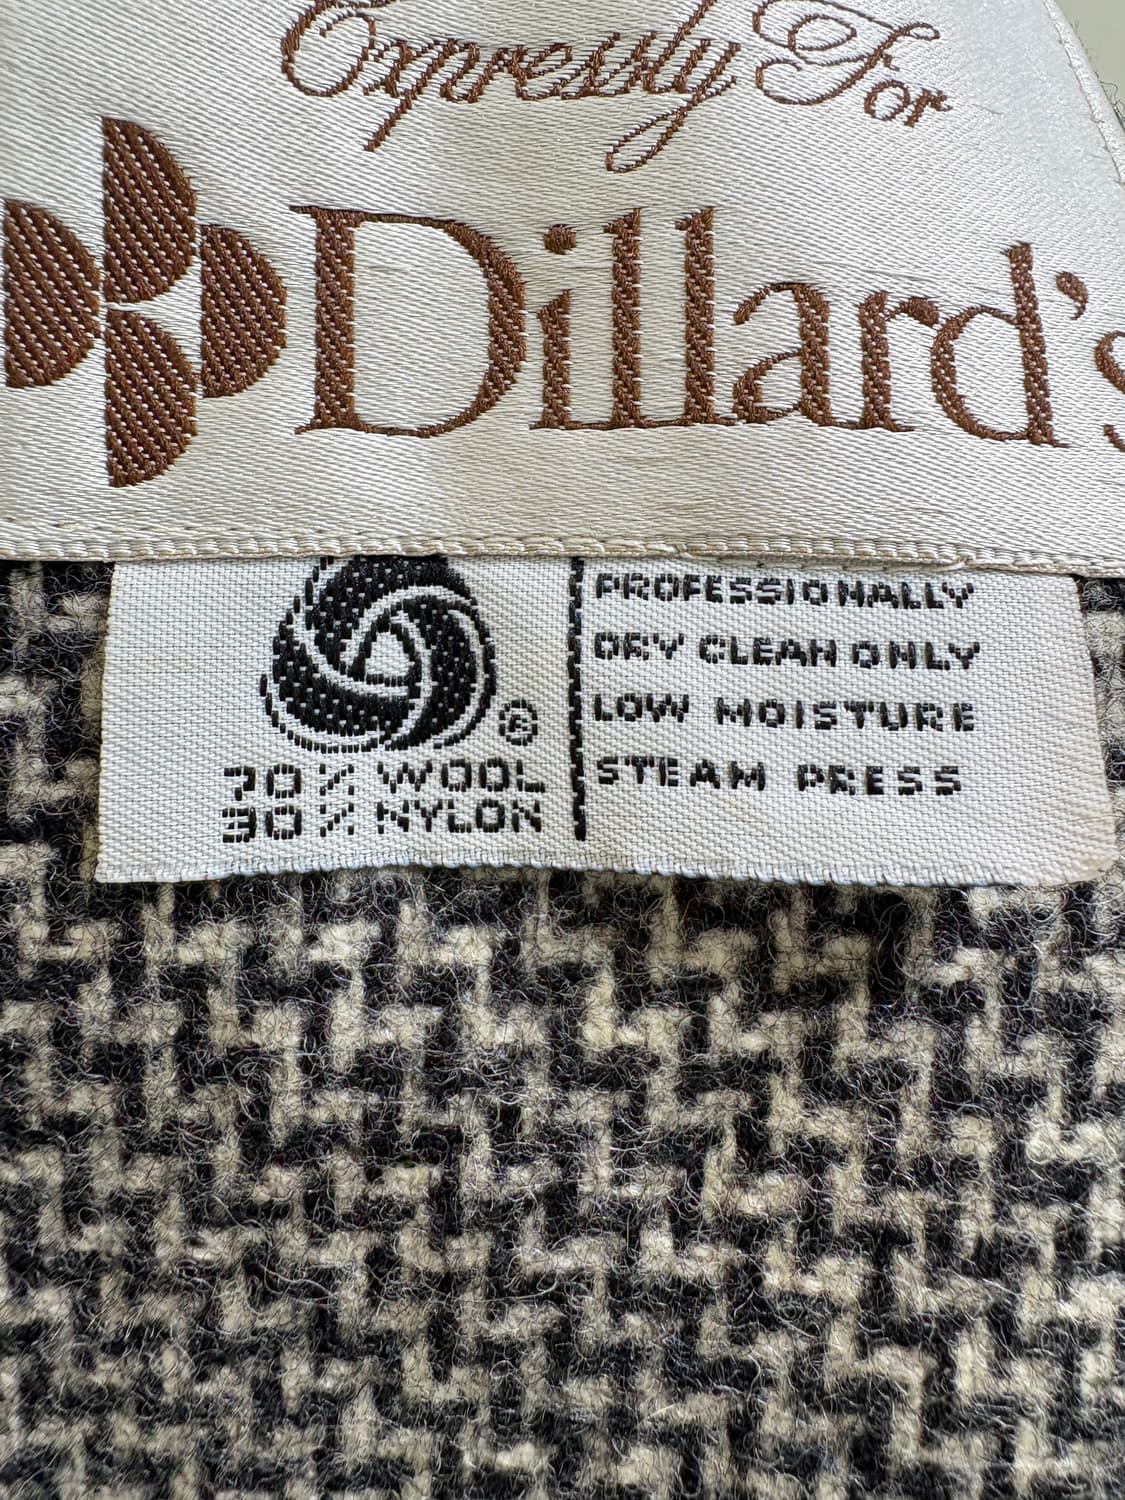 Expressly For
Dillard's
®
70% WOOL
30% NYLON
PROFESSIONALLY
DRY CLEAN ONLY
LOW MOISTURE
STEAM PRESS